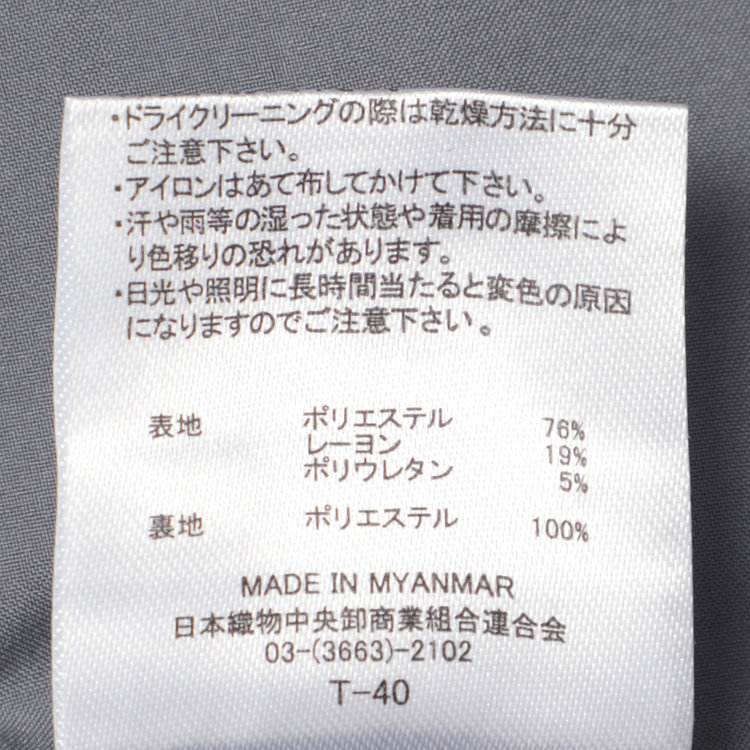 ・ドライクリーニングの際は乾燥方法に十分
ご注意下さい。
・アイロンはあて布してかけて下さい。
・汗や雨等の湿った状態や着用の摩擦によ
り色移りの恐れがあります。
・日光や照明に長時間当たると変色の原因
になりますのでご注意下さい。
表地 ポリエステル 76%
レーヨン 19%
ポリウレタン 5%
裏地 ポリエステル 100%
MADE IN MYANMAR
日本織物中央卸商業組合連合会
03-(3663)-2102
T-40